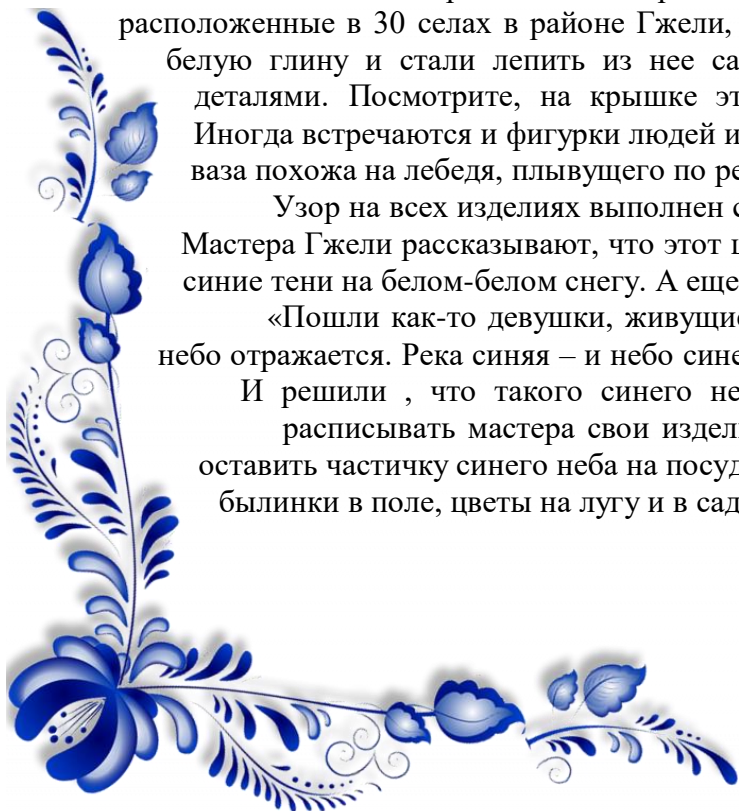 расположенные в 30 селах в районе Гжели,
белую глину и стали лепить из нее са
деталями. Посмотрите, на крышке эт
Иногда встречаются и фигурки людей и
ваза похожа на лебедя, плывущего по ре
Узор на всех изделиях выполнен с
Мастера Гжели рассказывают, что этот ц
синие тени на белом-белом снегу. А еще
«Пошли как-то девушки, живущи
небо отражается. Река синяя – и небо сине
И решили , что такого синего не
расписывать мастера свои издели
оставить частичку синего неба на посуд
былинки в поле, цветы на лугу и в сад